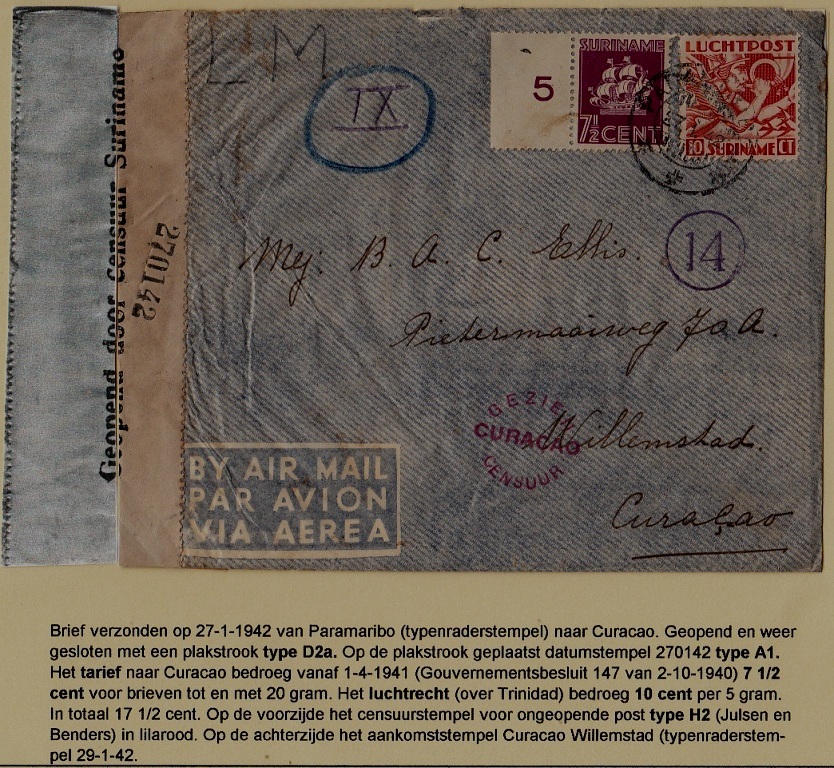 LM
IX
5
SURINAME
7½ CENT
LUCHTPOST
10 SURINAME CT
14
Geopend door censuur Suriname
270142
Mej. B. A. C. Ellis.
Pietermaaiweg 70A.
Willemstad.
Curaçao
GEZIEN
CURACAO
CENSUUR
BY AIR MAIL
PAR AVION
VIA AEREA
Brief verzonden op 27-1-1942 van Paramaribo (typenraderstempel) naar Curacao. Geopend en weer
gesloten met een plakstrook type D2a. Op de plakstrook geplaatst datumstempel 270142 type A1.
Het tarief naar Curacao bedroeg vanaf 1-4-1941 (Gouvernementsbesluit 147 van 2-10-1940) 7 1/2
cent voor brieven tot en met 20 gram. Het luchtrecht (over Trinidad) bedroeg 10 cent per 5 gram.
In totaal 17 1/2 cent. Op de voorzijde het censuurstempel voor ongeopende post type H2 (Julsen en
Benders) in lilarood. Op de achterzijde het aankomststempel Curacao Willemstad (typenraderstem-
pel 29-1-42.